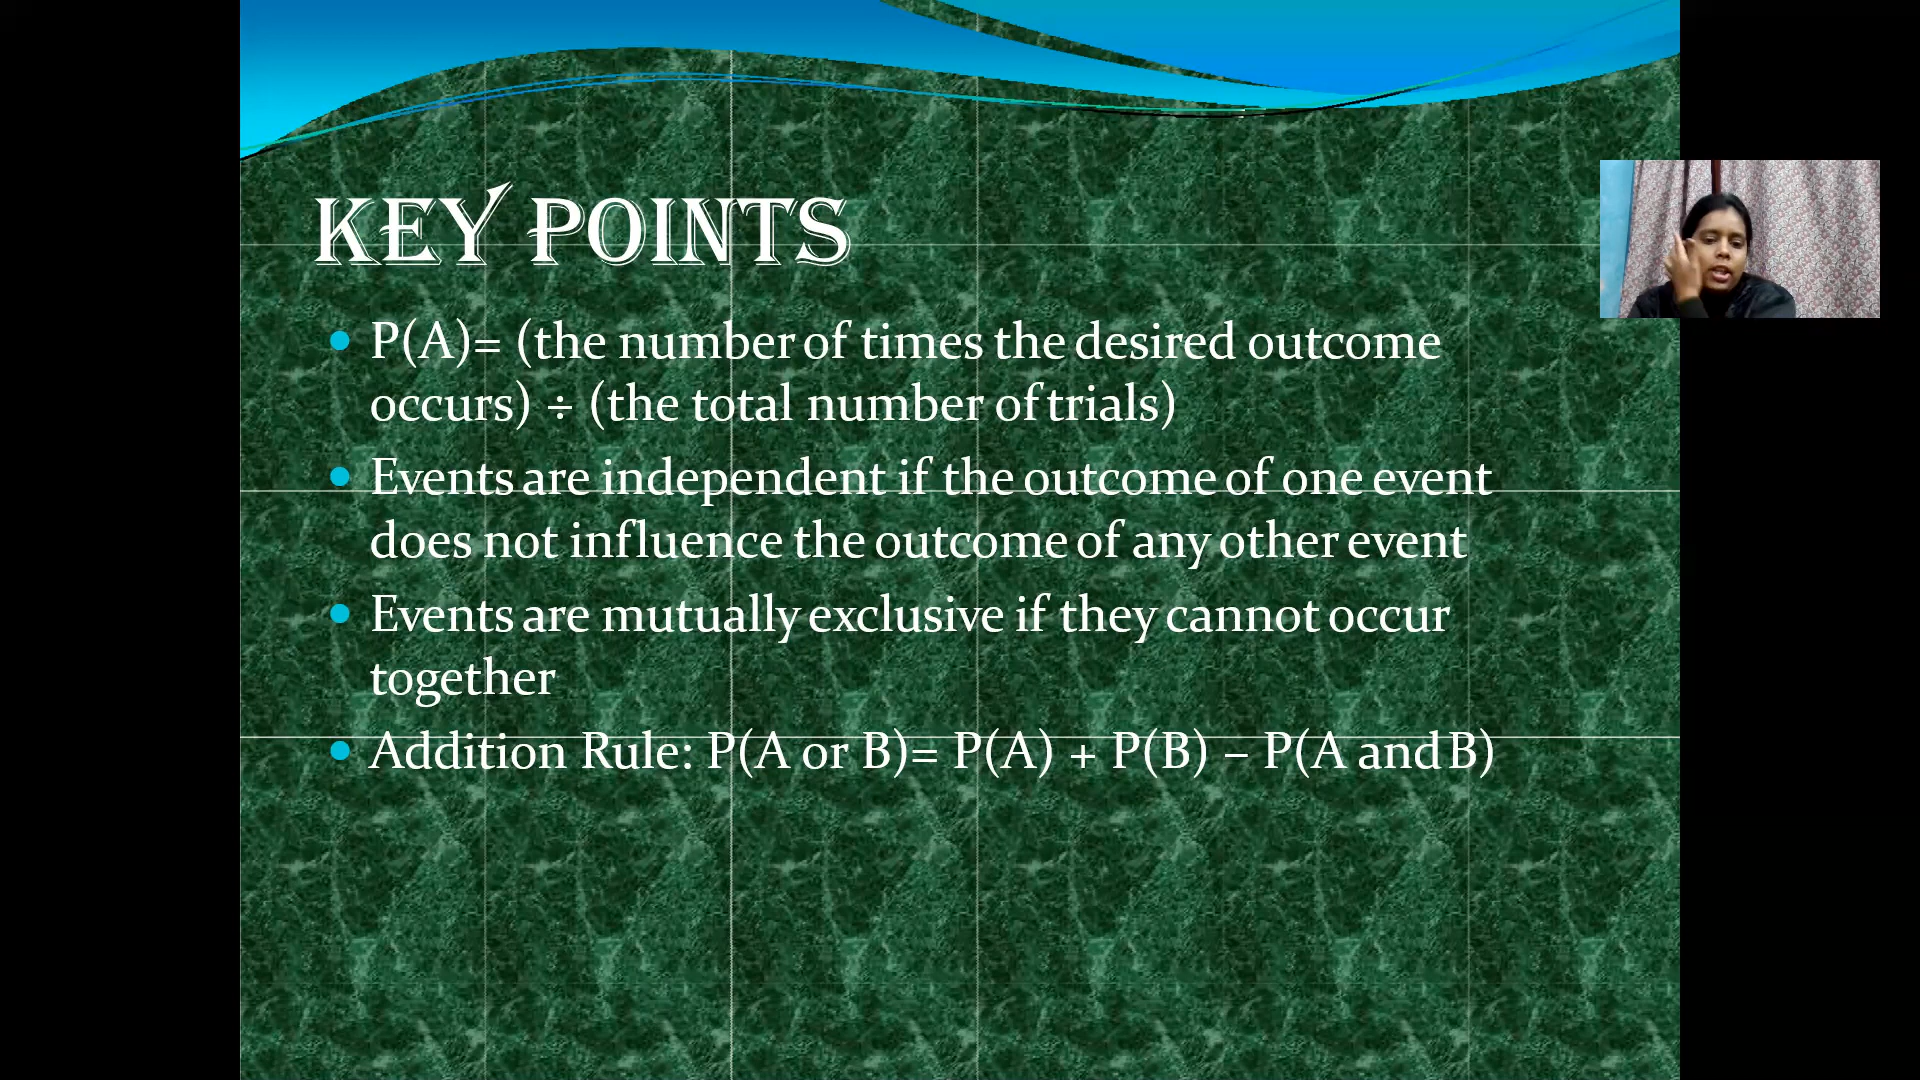 KEY POINTS
P(A)= (the number of times the desired outcome
occurs) ÷ (the total number of trials)
Events are independent if the outcome of one event
does not influence the outcome of any other event
Events are mutually exclusive if they cannot occur
together
Addition Rule: P(A or B)= P(A) + P(B) – P(A and B)